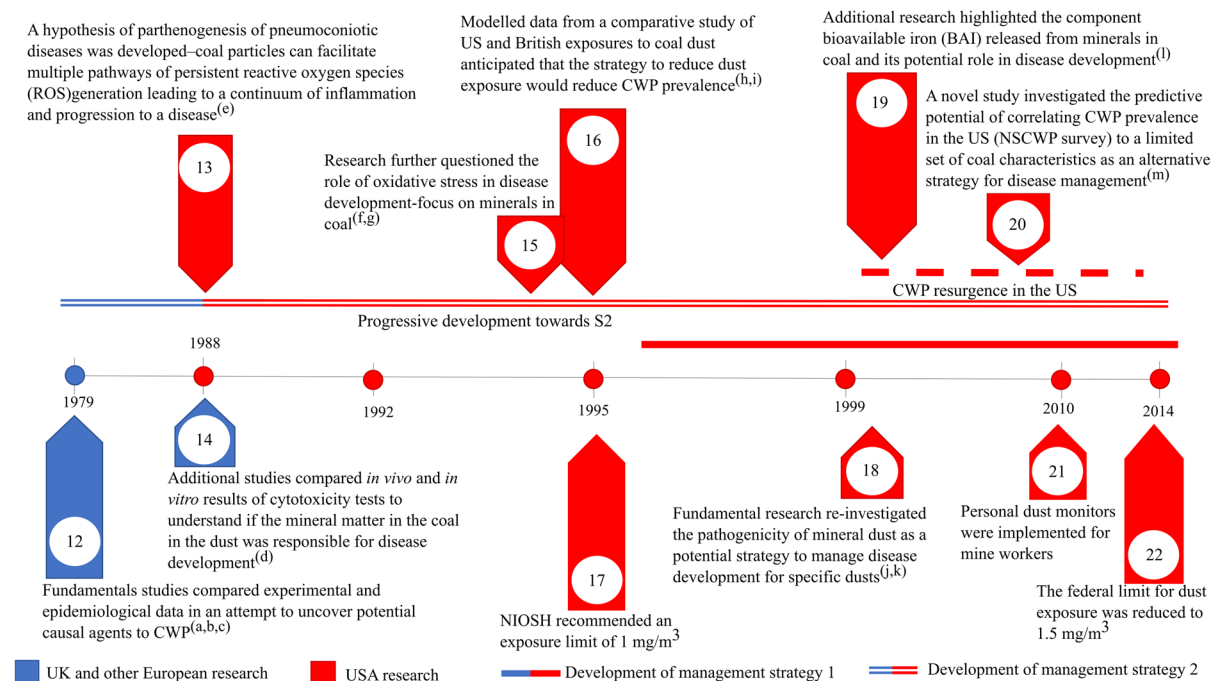 A hypothesis of parthenogenesis of pneumoconiotic
diseases was developed–coal particles can facilitate
multiple pathways of persistent reactive oxygen species
(ROS)generation leading to a continuum of inflammation
and progression to a disease(e)
13
Research further questioned the
role of oxidative stress in disease
development-focus on minerals in
coal(f,g)
15
Modelled data from a comparative study of
US and British exposures to coal dust
anticipated that the strategy to reduce dust
exposure would reduce CWP prevalence(h,i)
16
Additional research highlighted the component
bioavailable iron (BAI) released from minerals in
coal and its potential role in disease development(l)
19
A novel study investigated the predictive
potential of correlating CWP prevalence
in the US (NSCWP survey) to a limited
set of coal characteristics as an alternative
strategy for disease management(m)
20
CWP resurgence in the US
Progressive development towards S2
1979
1988
1992
1995
1999
2010
2014
12
Fundamentals studies compared experimental and
epidemiological data in an attempt to uncover potential
causal agents to CWP(a,b,c)
14
Additional studies compared in vivo and in
vitro results of cytotoxicity tests to
understand if the mineral matter in the coal
in the dust was responsible for disease
development(d)
17
NIOSH recommended an
exposure limit of 1 mg/m3
18
Fundamental research re-investigated
the pathogenicity of mineral dust as a
potential strategy to manage disease
development for specific dusts(j,k)
21
Personal dust monitors
were implemented for
mine workers
22
The federal limit for dust
exposure was reduced to
1.5 mg/m3
UK and other European research
USA research
Development of management strategy 1
Development of management strategy 2